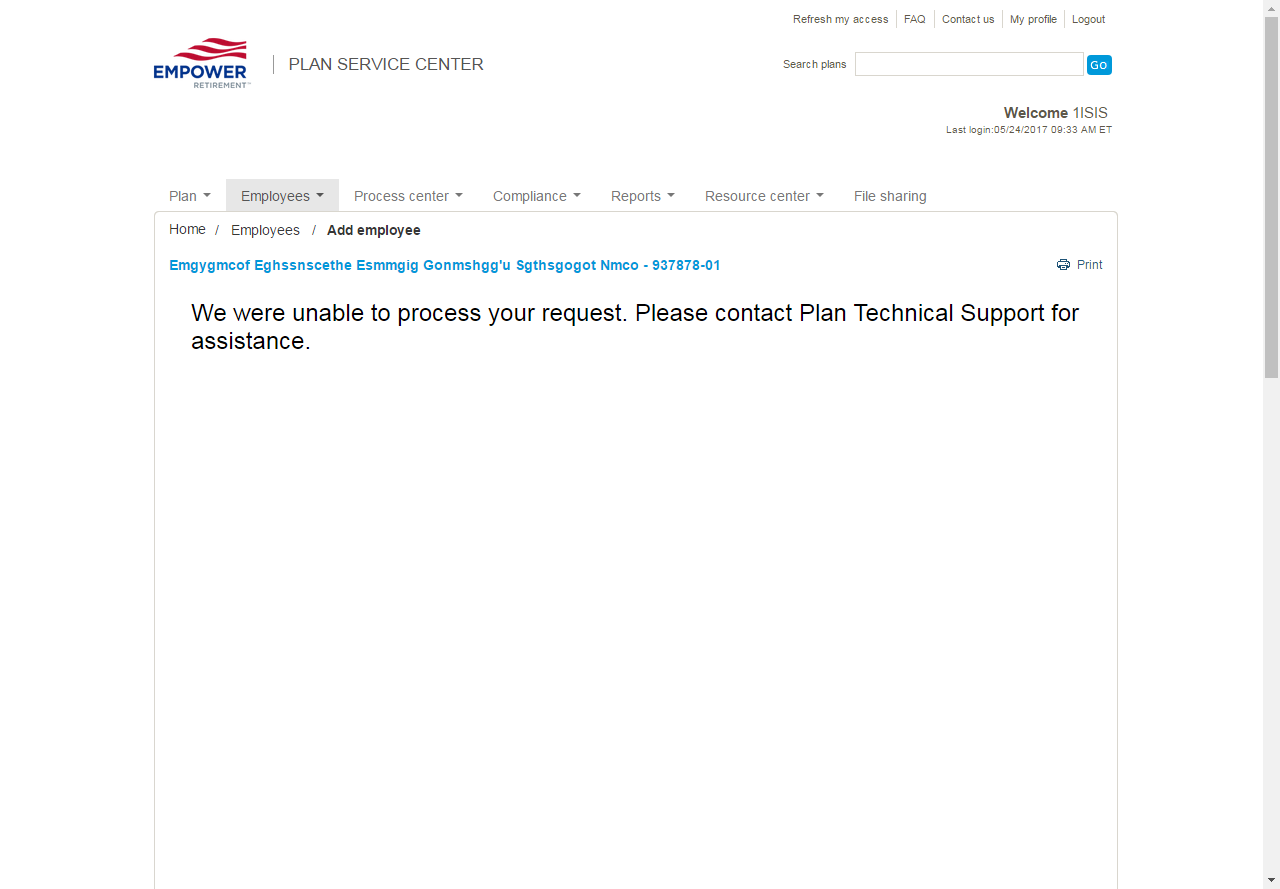 Refresh my access FAQ Contact us My profile Logout
EMPOWER
RETIREMENT™
PLAN SERVICE CENTER
Search plans Go
Welcome 1ISIS
Last login:05/24/2017 09:33 AM ET
Plan Employees Process center Compliance Reports Resource center File sharing
Home / Employees / Add employee
Emgygmcof Eghssnscethe Esmmgig Gonmshgg'u Sgthsgogot Nmco - 937878-01
Print
We were unable to process your request. Please contact Plan Technical Support for
assistance.